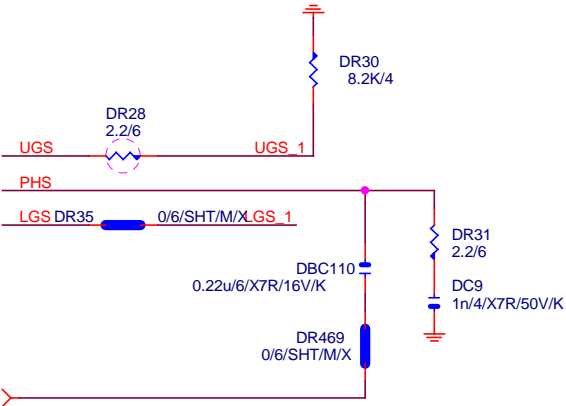 DR30
8.2K/4
DR28
2.2/6
UGS
UGS_1
PHS
LGS
DR35
0/6/SHT/M/X
LGS_1
DR31
2.2/6
DBC110
0.22u/6/X7R/16V/K
DC9
1n/4/X7R/50V/K
DR469
0/6/SHT/M/X